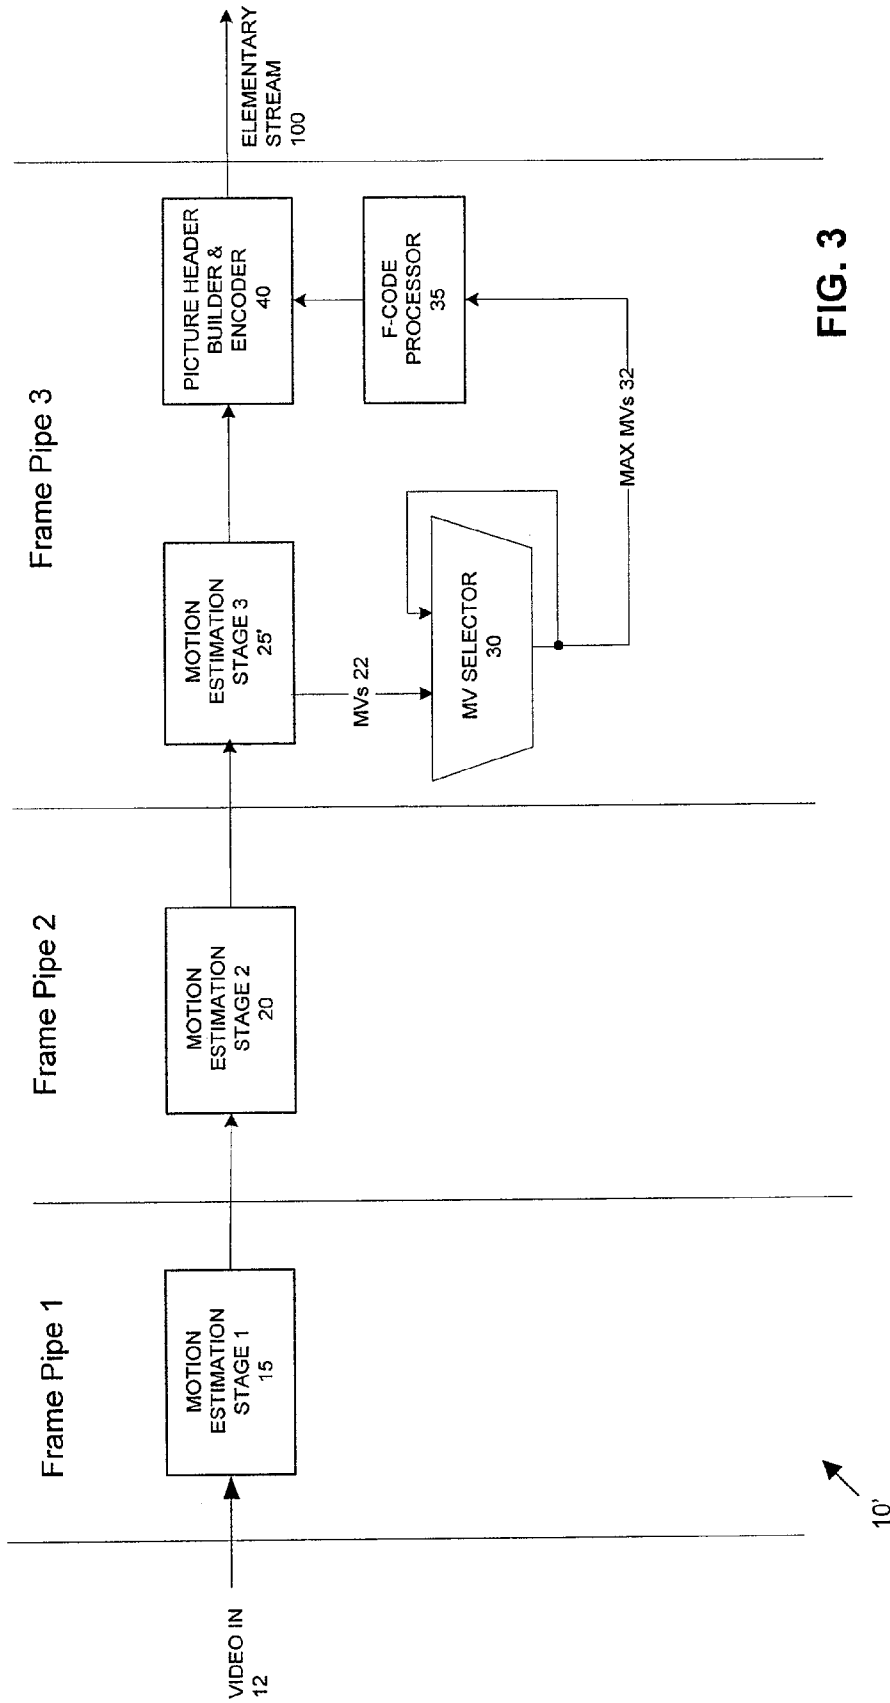 Frame Pipe 1
Frame Pipe 2
Frame Pipe 3
VIDEO IN
12
MOTION
ESTIMATION
STAGE 1
15
MOTION
ESTIMATION
STAGE 2
20
MOTION
ESTIMATION
STAGE 3
25'
PICTURE HEADER
BUILDER &
ENCODER
40
ELEMENTARY
STREAM
100
MVs 22
MV SELECTOR
30
F-CODE
PROCESSOR
35
MAX MVs 32
10'
FIG. 3